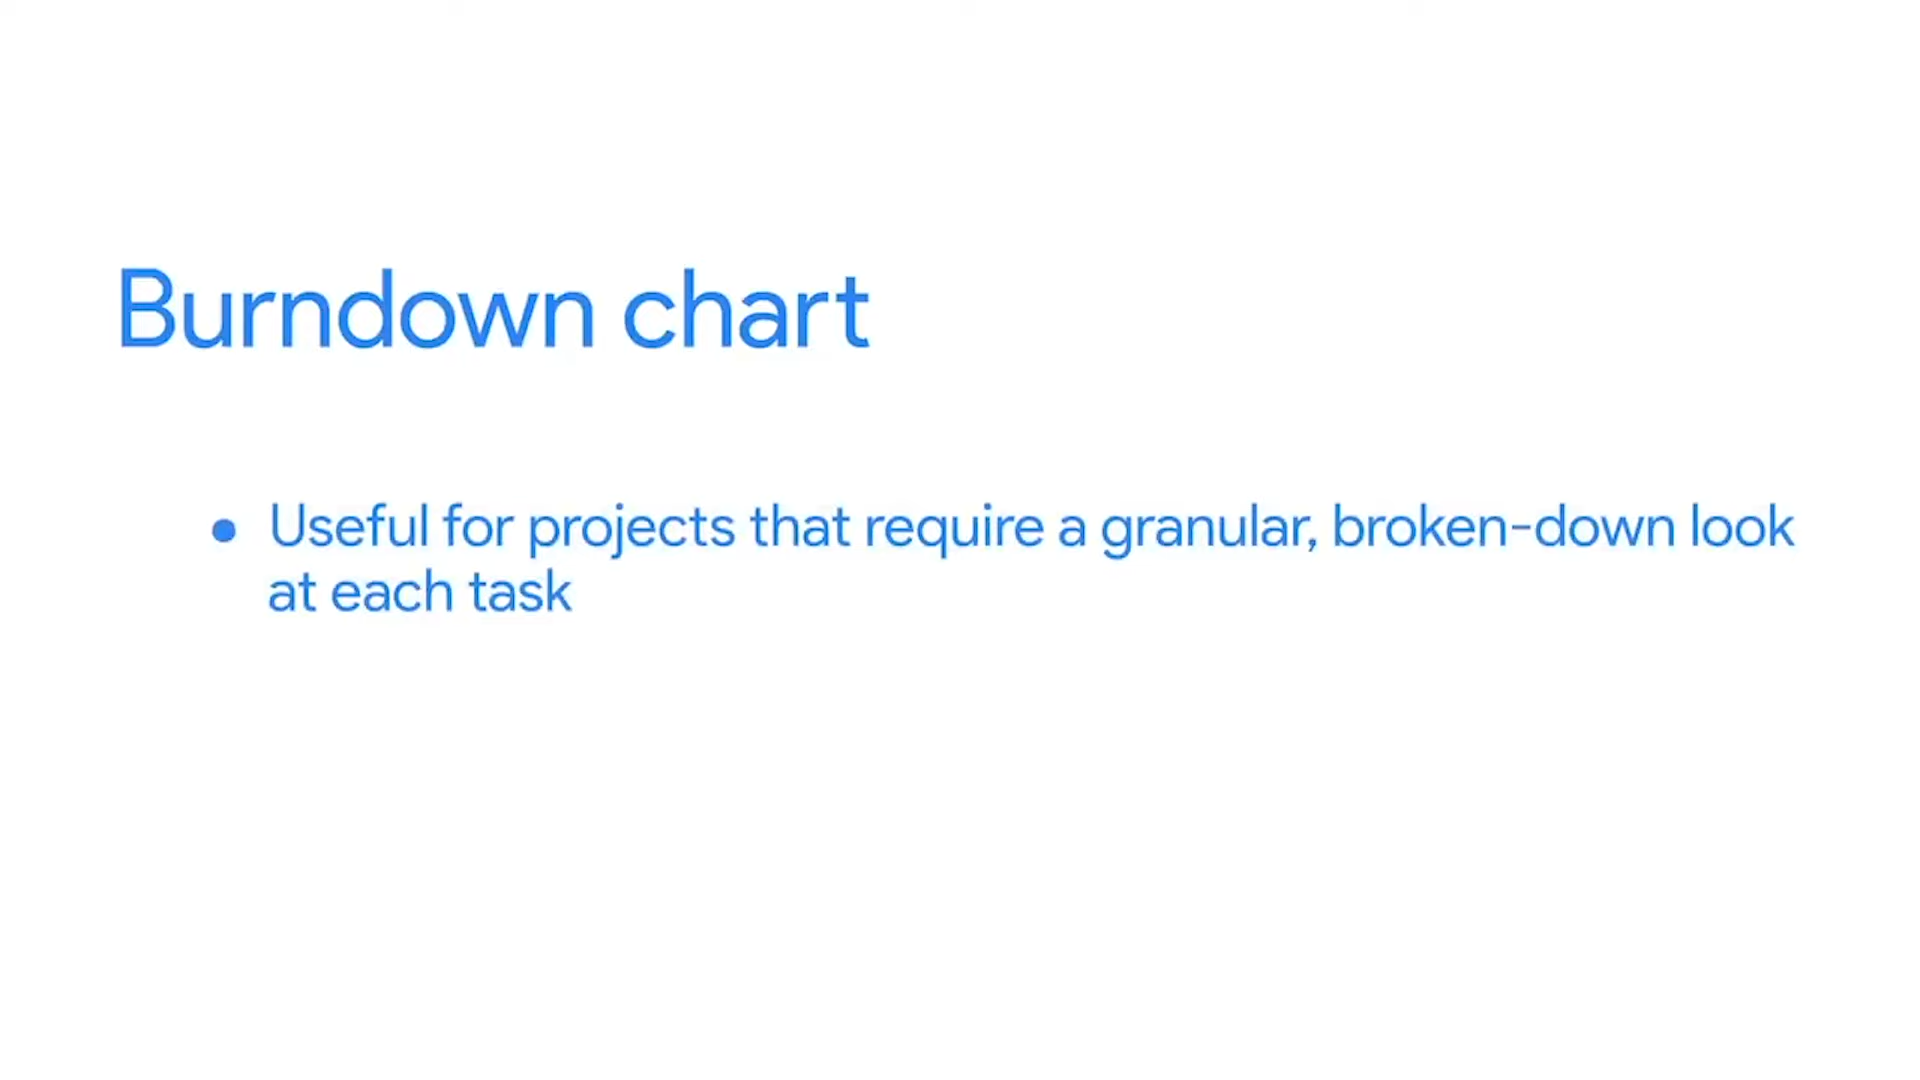 Burndown chart
● Useful for projects that require a granular, broken-down look
at each task